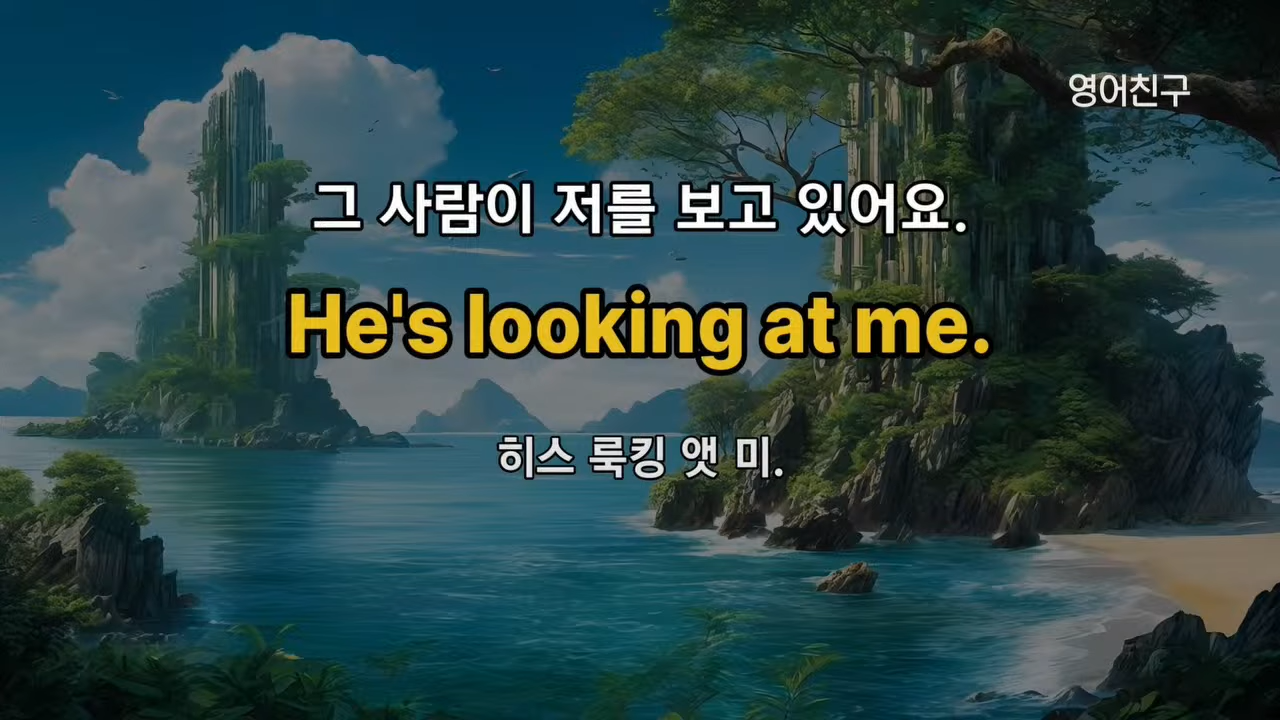 영어친구
그 사람이 저를 보고 있어요.
He's looking at me.
히스 룩킹 앳 미.